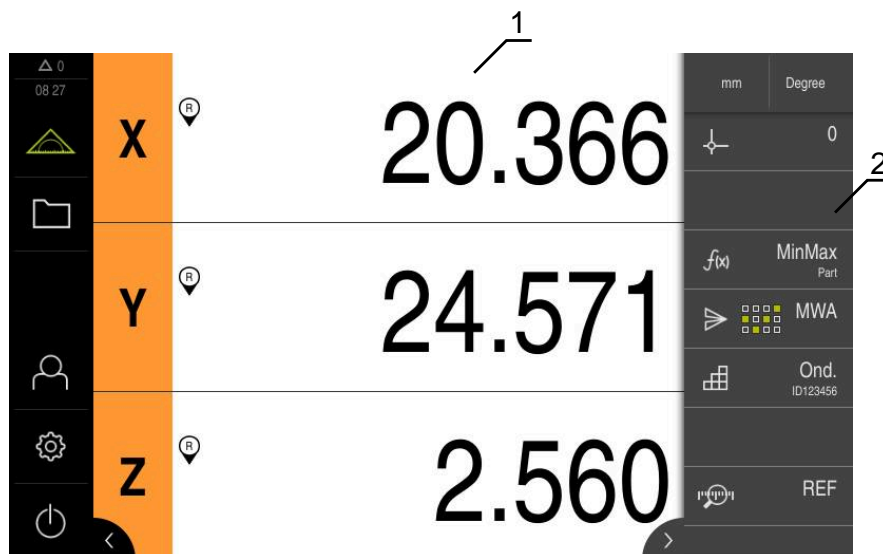 1
0
08 27
mm Degree
X R 20.366
0
2
Y R 24.571
f(x) MinMax
Part
MWA
Ond.
ID123456
Z R 2.560
REF